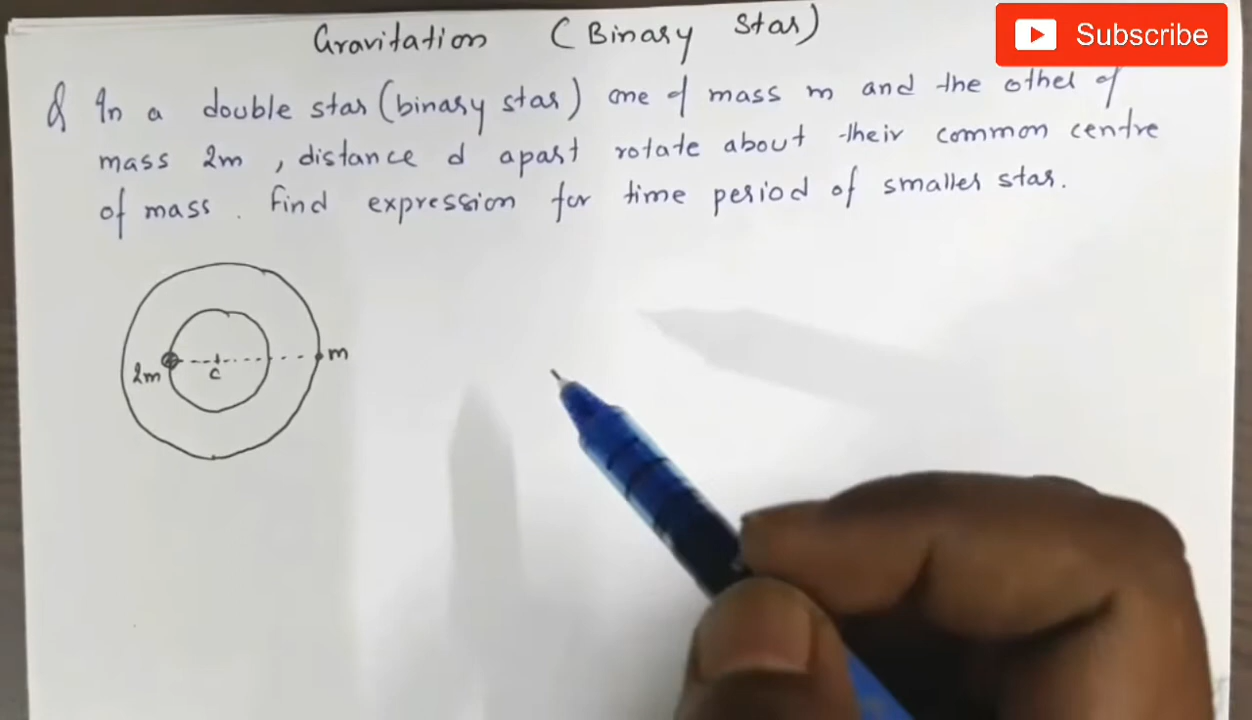 Gravitation (Binary Star)
Subscribe
Q In a double star (binary star) one of mass m and the other of
mass 2m , distance d apart rotate about their common centre
of mass . Find expression for time period of smaller star.
2m
c
m